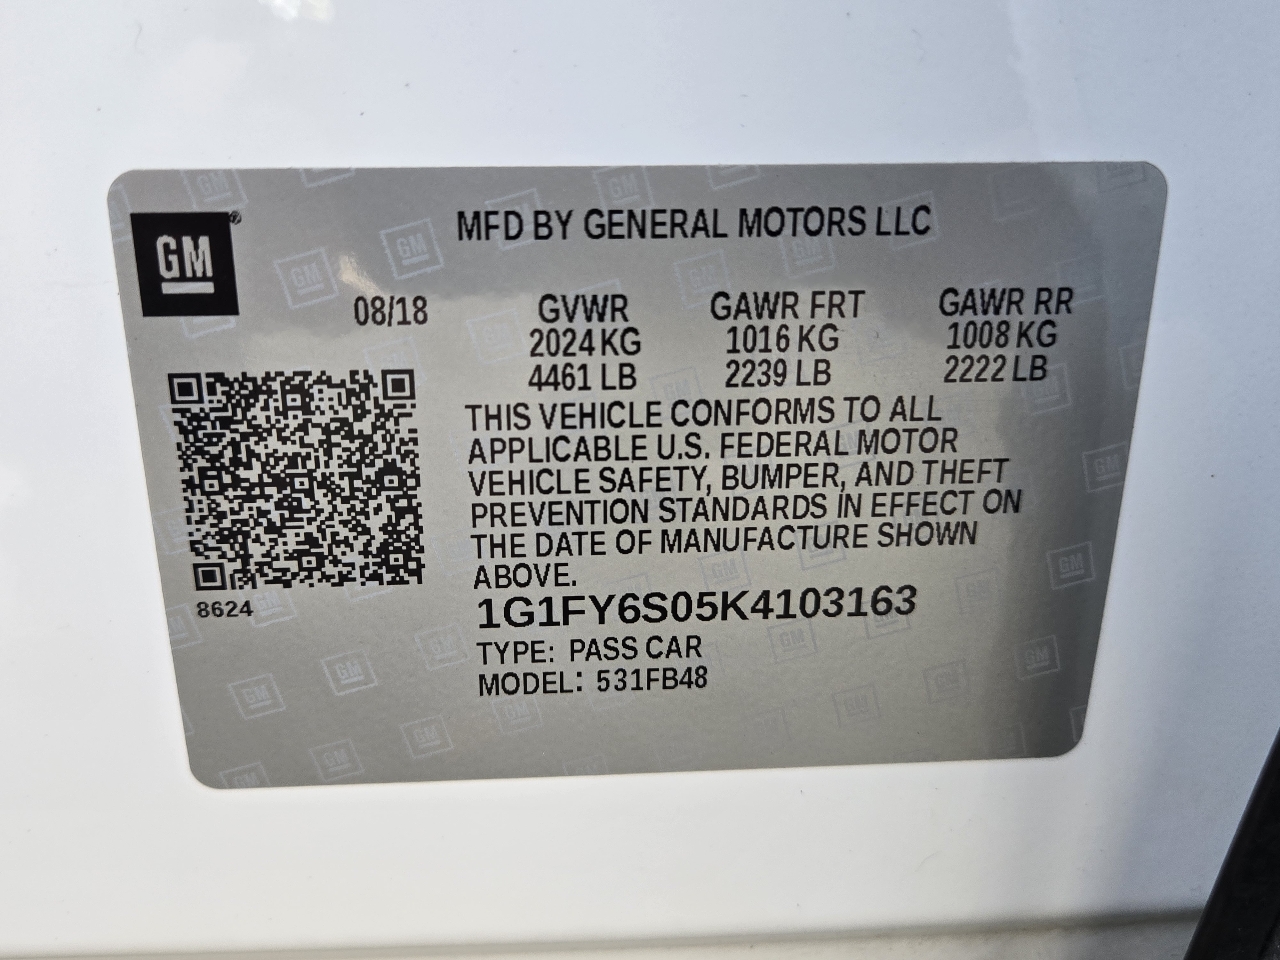 GM
MFD BY GENERAL MOTORS LLC
08/18
GVWR GAWR FRT GAWR RR
2024 KG 1016 KG 1008 KG
4461 LB 2239 LB 2222 LB
THIS VEHICLE CONFORMS TO ALL
APPLICABLE U.S. FEDERAL MOTOR
VEHICLE SAFETY, BUMPER, AND THEFT
PREVENTION STANDARDS IN EFFECT ON
THE DATE OF MANUFACTURE SHOWN
ABOVE.
8624
1G1FY6S05K4103163
TYPE: PASS CAR
MODEL: 531FB48